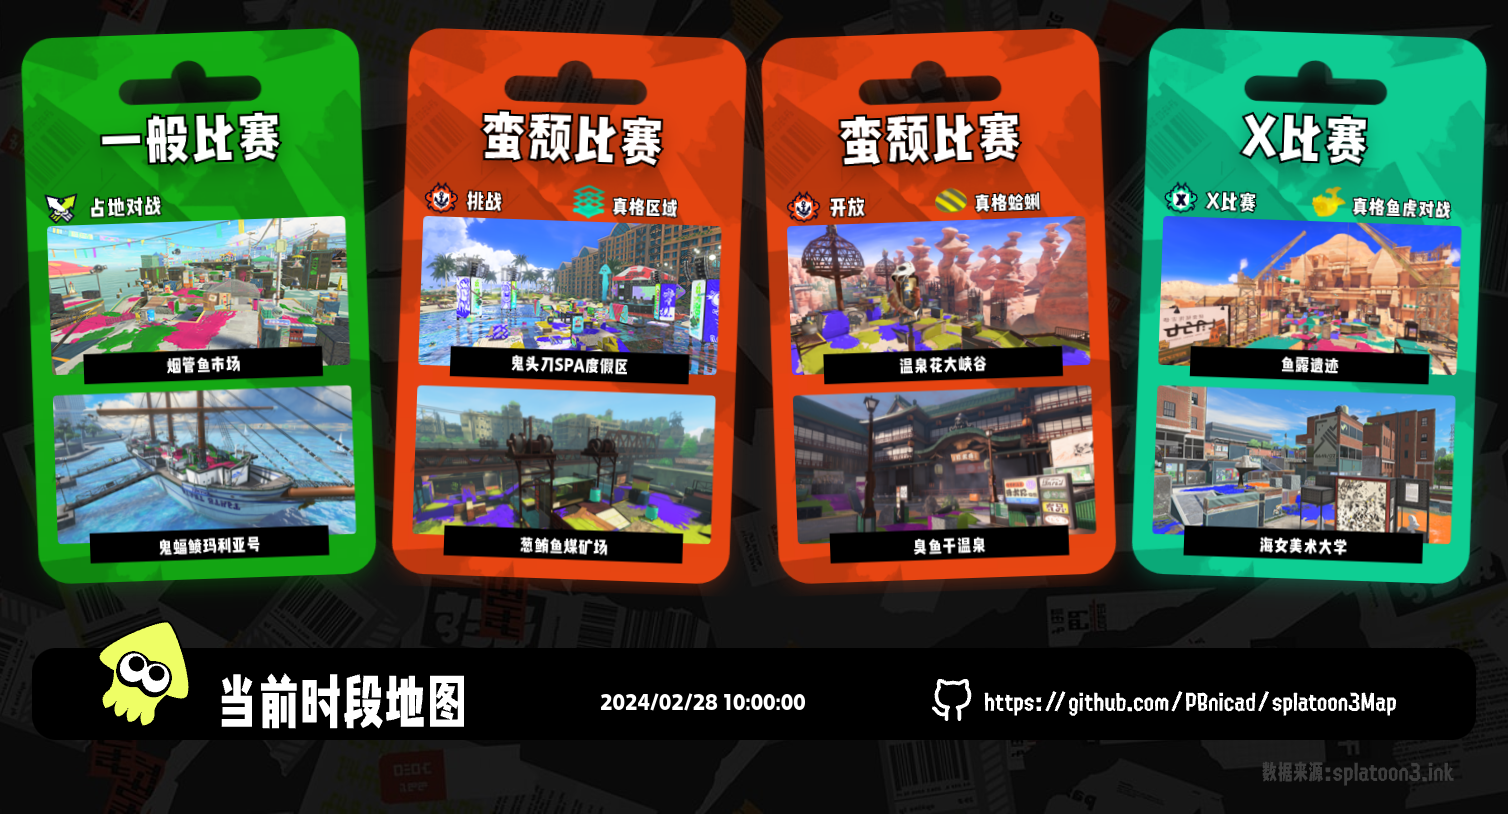 一般比赛
占地对战
烟管鱼市场
鬼蝠鲼玛利亚号
蛮颓比赛
挑战
真格区域
鬼头刀SPA度假区
葱鲔鱼煤矿场
蛮颓比赛
开放
真格蛤蜊
温泉花大峡谷
臭鱼干温泉
X比赛
X比赛
真格鱼虎对战
鱼露遗迹
海女美术大学
当前时段地图
2024/02/28 10:00:00
https://github.com/PBnicad/splatoon3Map
数据来源:splatoon3.ink